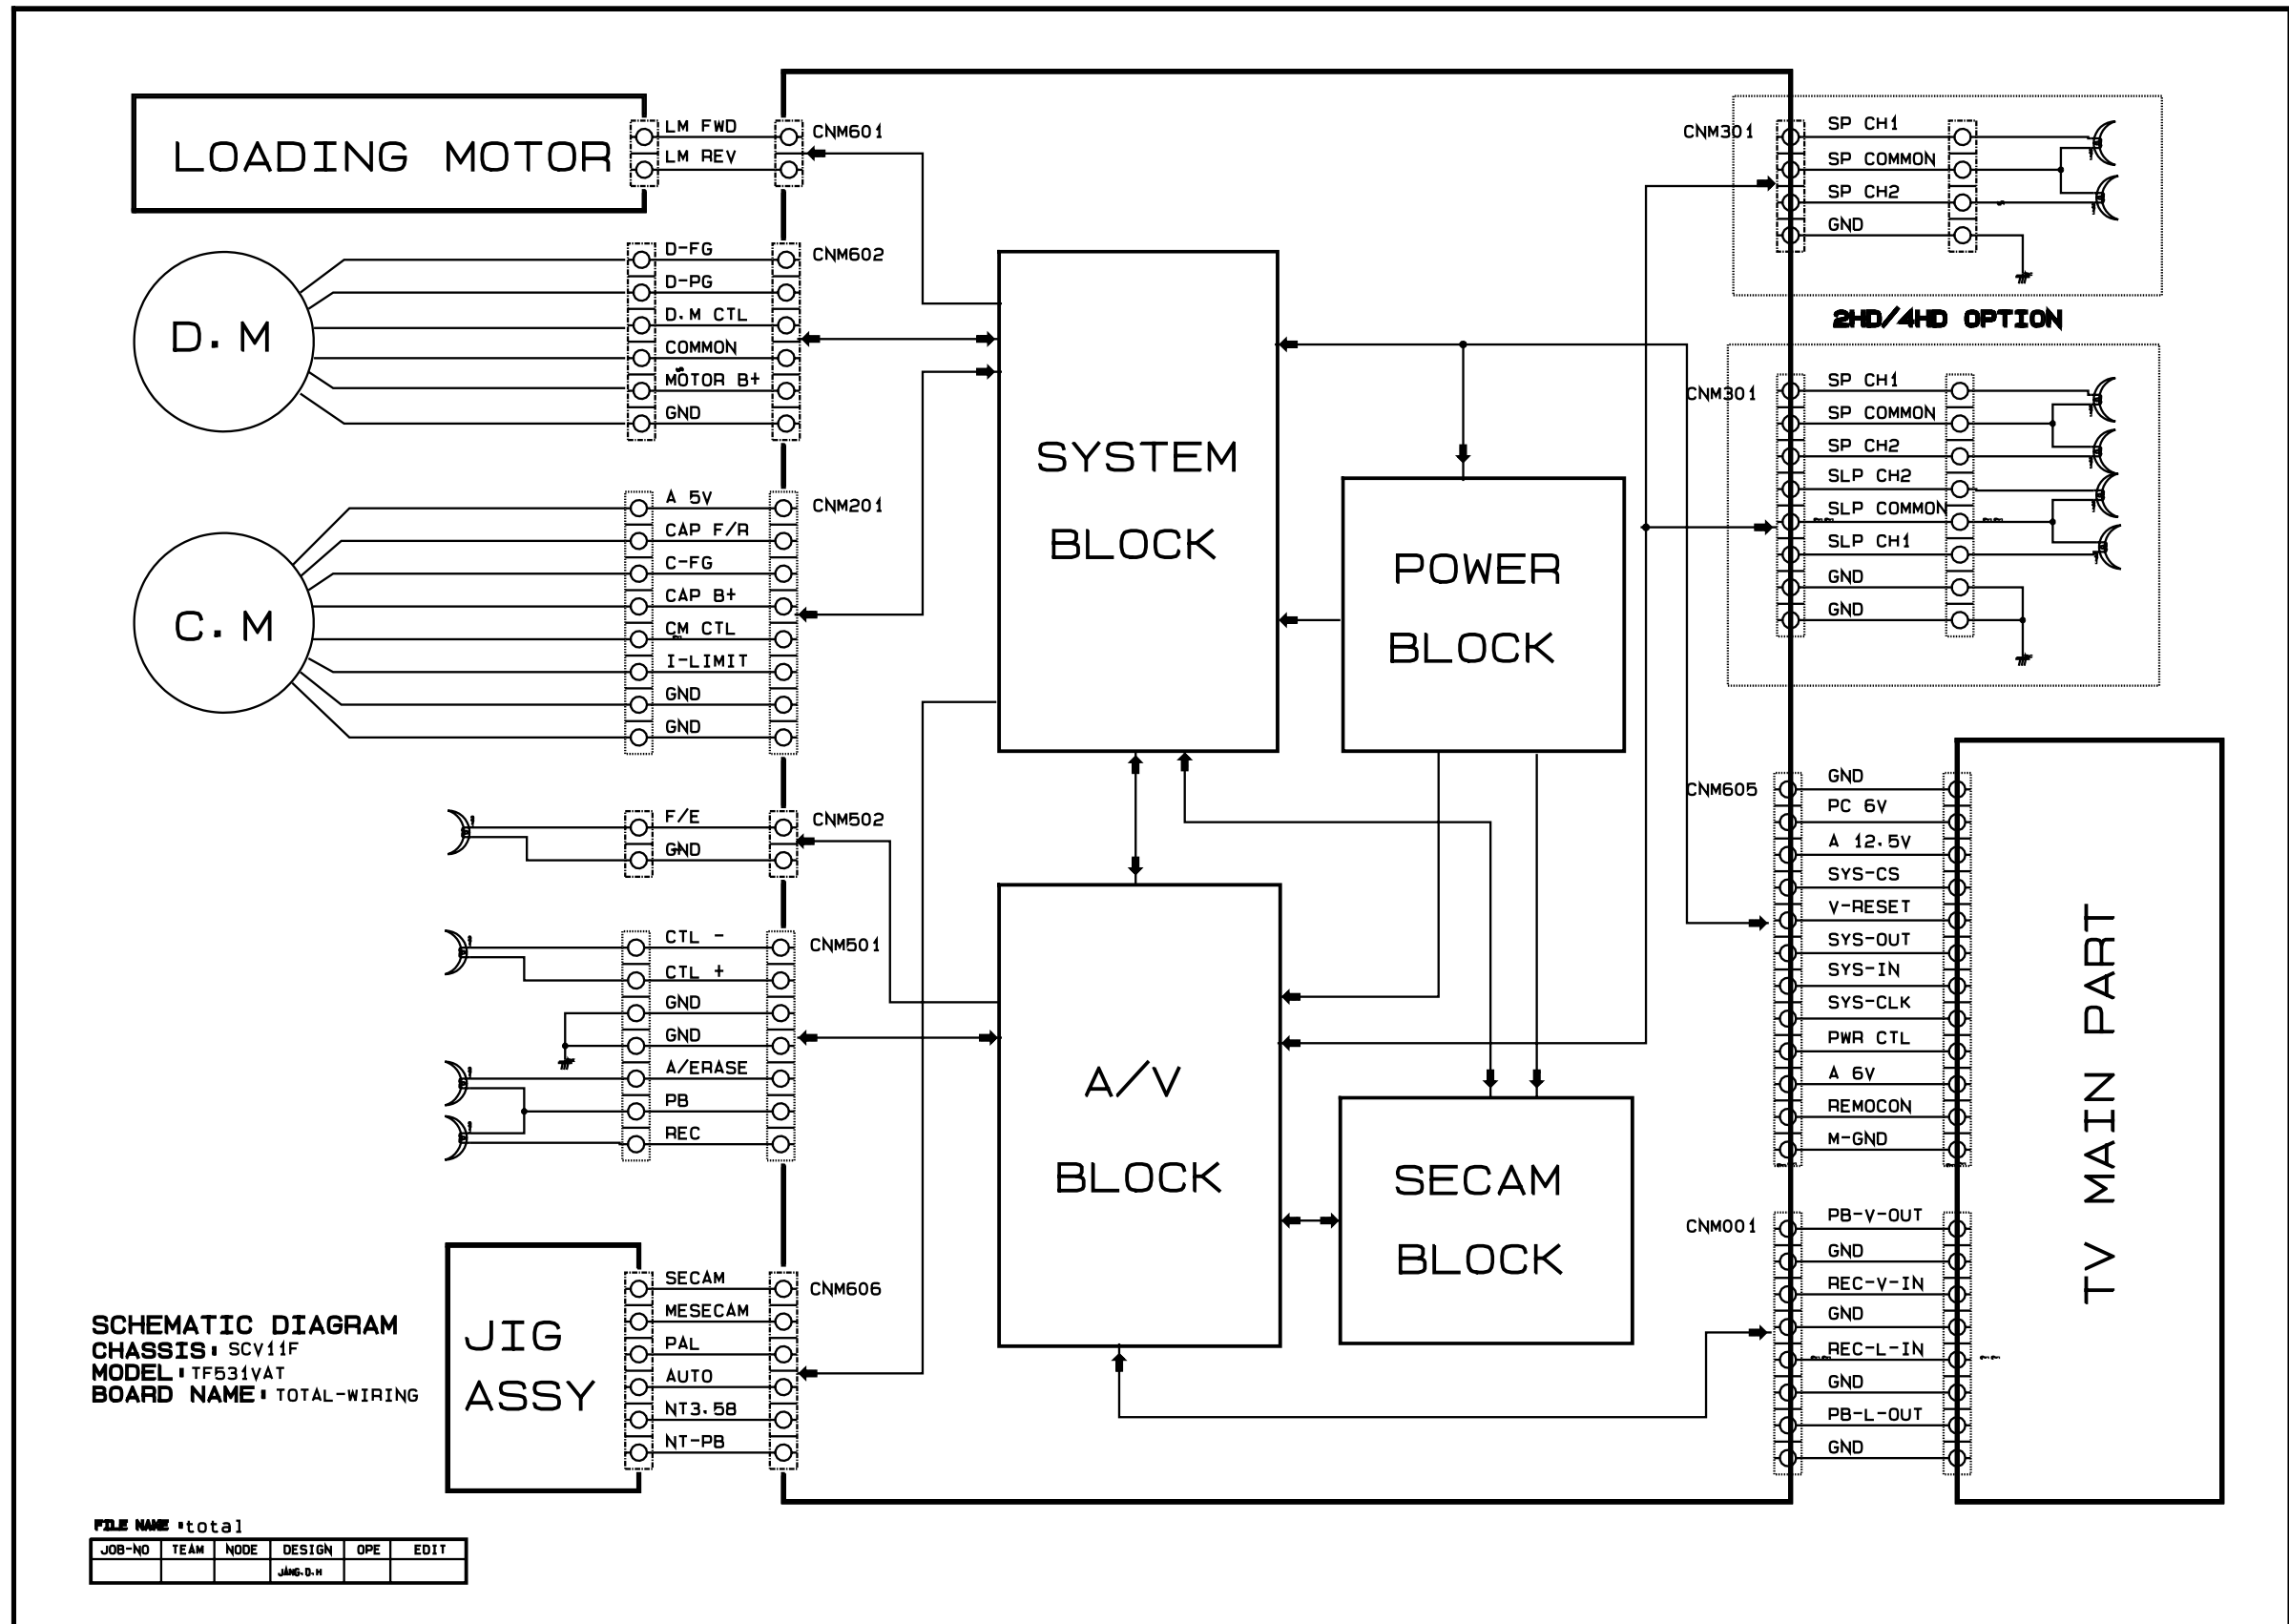 LOADING MOTOR
LM FWD
LM REV
CNM601
D.M
D-FG
D-PG
D.M CTL
COMMON
MOTOR B+
GND
CNM602
C.M
A 5V
CAP F/R
C-FG
CAP B+
CM CTL
I-LIMIT
GND
GND
CNM201
F/E
GND
CNM502
CTL -
CTL +
GND
GND
A/ERASE
PB
REC
CNM501
JIG
ASSY
SECAM
MESECAM
PAL
AUTO
NT3.58
NT-PB
CNM606
SYSTEM
BLOCK
POWER
BLOCK
A/V
BLOCK
SECAM
BLOCK
CNM301
SP CH1
SP COMMON
SP CH2
GND
2HD/4HD OPTION
CNM301
SP CH1
SP COMMON
SP CH2
SLP CH2
SLP COMMON
SLP CH1
GND
GND
CNM605
GND
PC 6V
A 12.5V
SYS-CS
V-RESET
SYS-OUT
SYS-IN
SYS-CLK
PWR CTL
A 6V
REMOCON
M-GND
CNM001
PB-V-OUT
GND
REC-V-IN
GND
REC-L-IN
GND
PB-L-OUT
GND
TV MAIN PART
SCHEMATIC DIAGRAM
CHASSIS: SCV11F
MODEL: TF531VAT
BOARD NAME: TOTAL-WIRING
FILE NAME :total
JOB-NO TEAM NODE DESIGN OPE EDIT
JANG.D.H